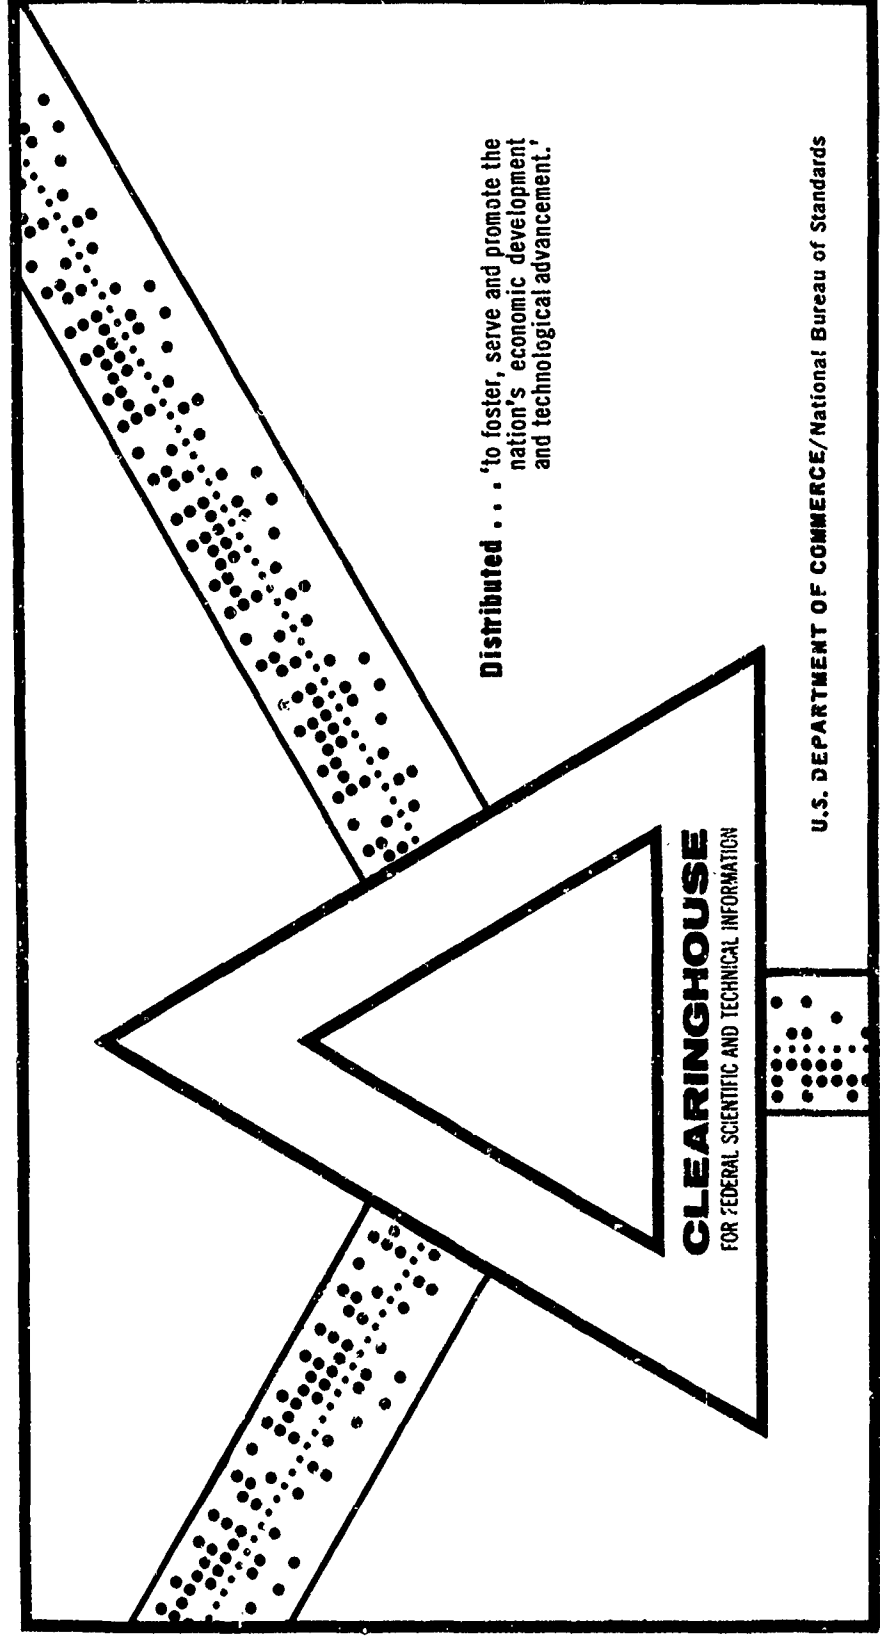 Distributed . . . 'to foster, serve and promote the
nation's economic development
and technological advancement.'
CLEARINGHOUSE
FOR FEDERAL SCIENTIFIC AND TECHNICAL INFORMATION
U.S. DEPARTMENT OF COMMERCE/National Bureau of Standards